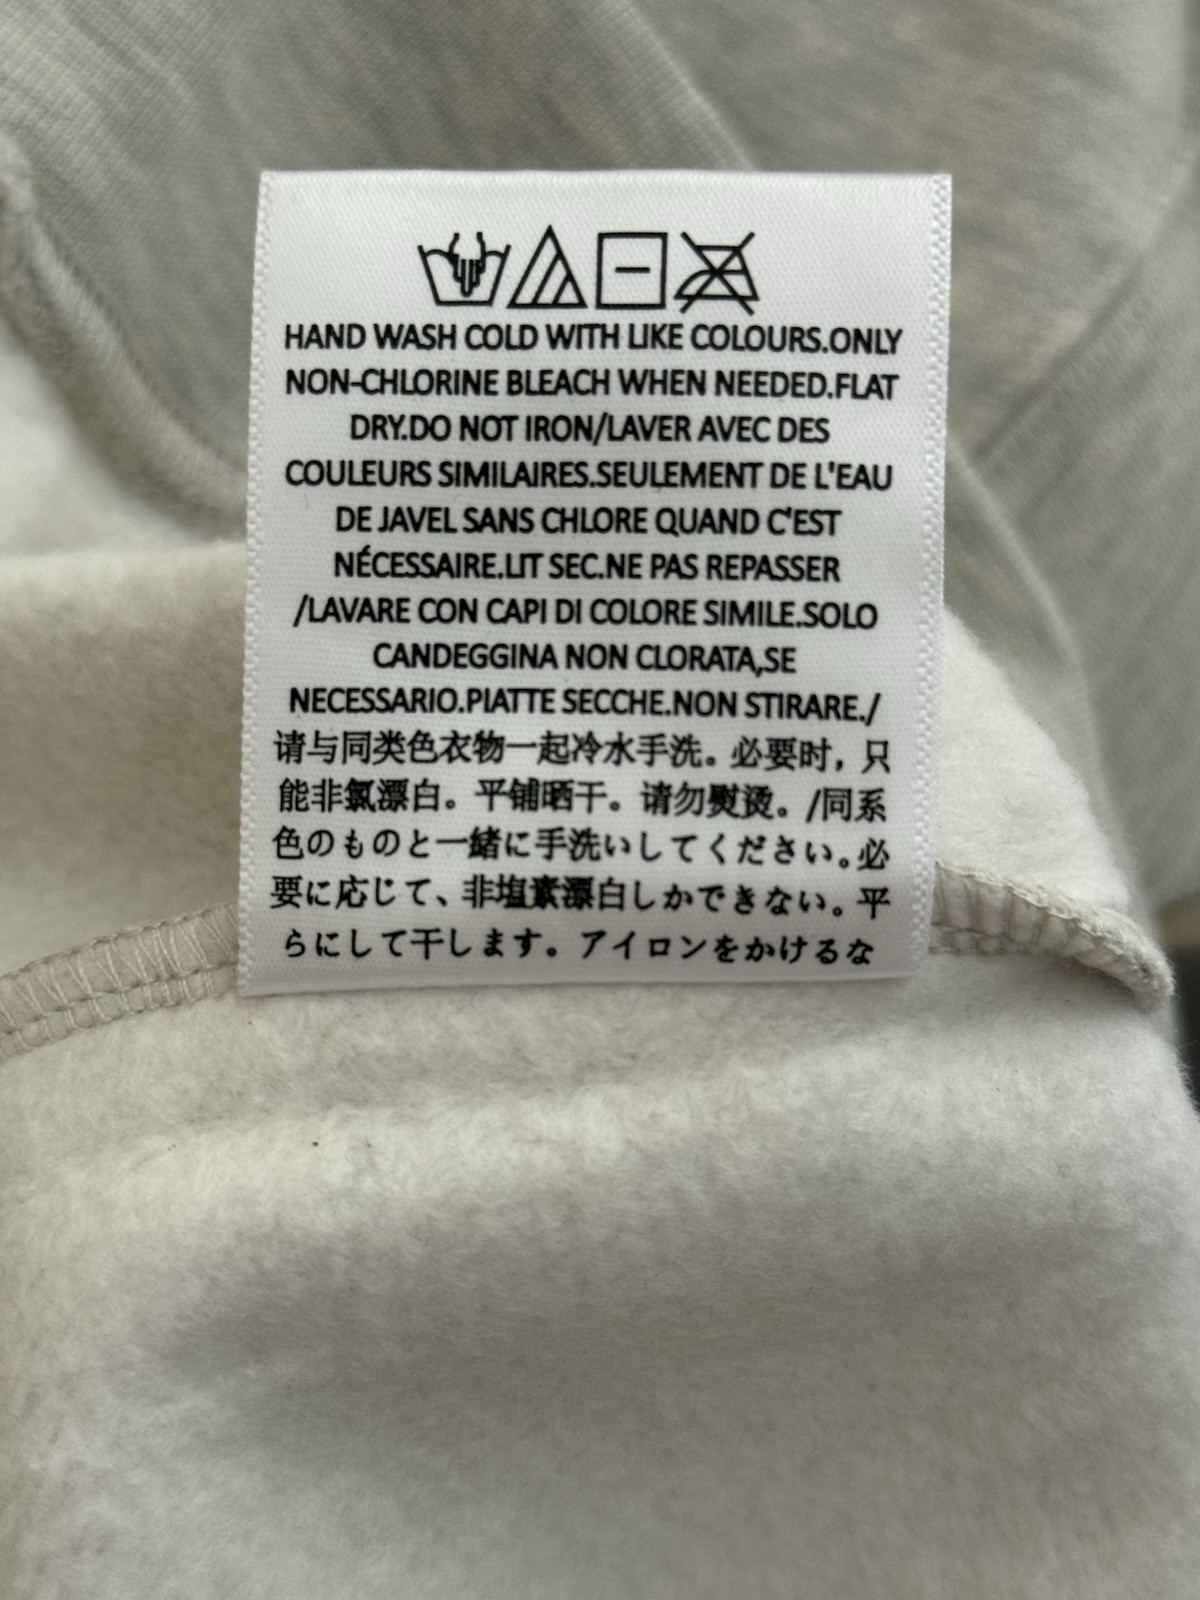 HAND WASH COLD WITH LIKE COLOURS.ONLY
NON-CHLORINE BLEACH WHEN NEEDED.FLAT
DRY.DO NOT IRON/LAVER AVEC DES
COULEURS SIMILAIRES.SEULEMENT DE L'EAU
DE JAVEL SANS CHLORE QUAND C'EST
NÉCESSAIRE.LIT SEC.NE PAS REPASSER
/LAVARE CON CAPI DI COLORE SIMILE.SOLO
CANDEGGINA NON CLORATA,SE
NECESSARIO.PIATTE SECCHE.NON STIRARE./
请与同类色衣物一起冷水手洗。必要时，只
能非氯漂白。平铺晒干。请勿熨烫。/同系
色のものと一緒に手洗いしてください。必
要に応じて、非塩素漂白しかできない。平
らにして干します。アイロンをかけるな